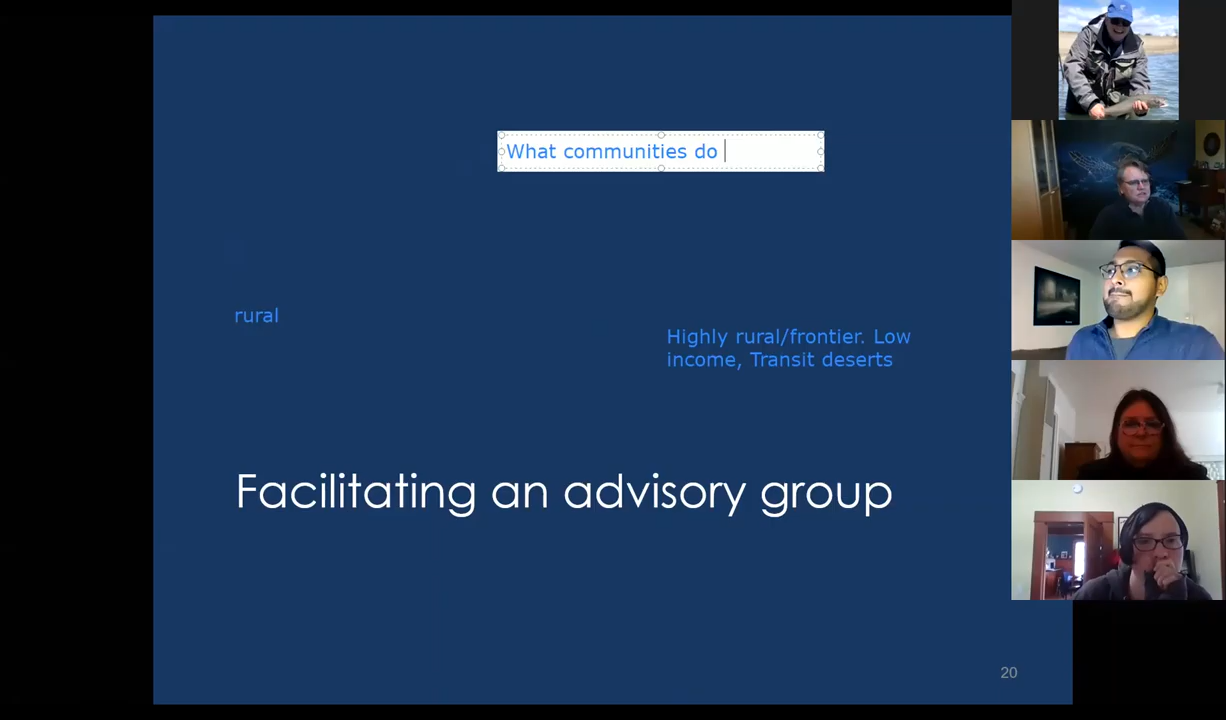 What communities do
rural
Highly rural/frontier. Low
income, Transit deserts
Facilitating an advisory group
20